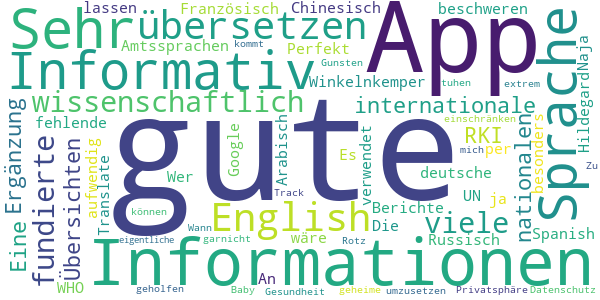 lassen Französisch Chinesisch beschweren
Sehr übersetzen App
Amtssprachen kommt Perfekt
Informativ Gunsten Winkelnkemper tuhen extrem
wissenschaftlich internationale
Sprache
HildegardNaja
Eine Ergänzung
fehlende
fundierte
Übersichten
aufwendig
Translate
gute
Google
Arabisch
Es
verwendet
einschränken
RKI
mich per
nationalen
besonders
Wer deutsche
Zu
Track UN ja
können English Berichte viele Spanish
Wann Die
eigentliche garnicht wäre Rotz Russisch
Informationen
WHO An
geholfen Baby Gesundheit geheime umzusetzen Privatsphäre Datenschutz